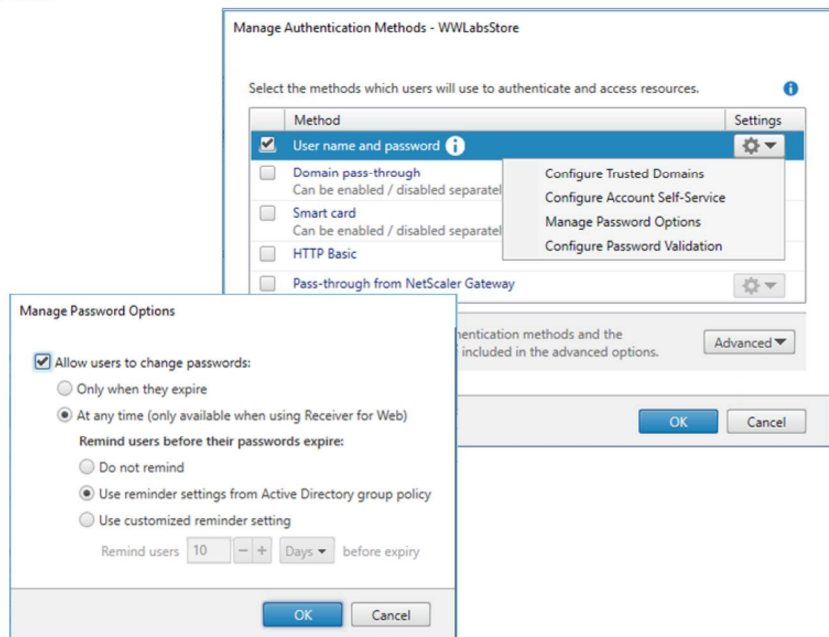 Manage Authentication Methods - WWLabsStore
Select the methods which users will use to authenticate and access resources.
Method Settings
User name and password
Domain pass-through
Can be enabled / disabled separatel
Smart card
Can be enabled / disabled separatel
HTTP Basic
Pass-through from NetScaler Gateway
Configure Trusted Domains
Configure Account Self-Service
Manage Password Options
Configure Password Validation
hentication methods and the
included in the advanced options.
Advanced
OK Cancel
Manage Password Options
Allow users to change passwords:
Only when they expire
At any time (only available when using Receiver for Web)
Remind users before their passwords expire:
Do not remind
Use reminder settings from Active Directory group policy
Use customized reminder setting
Remind users 10 Days before expiry
OK Cancel